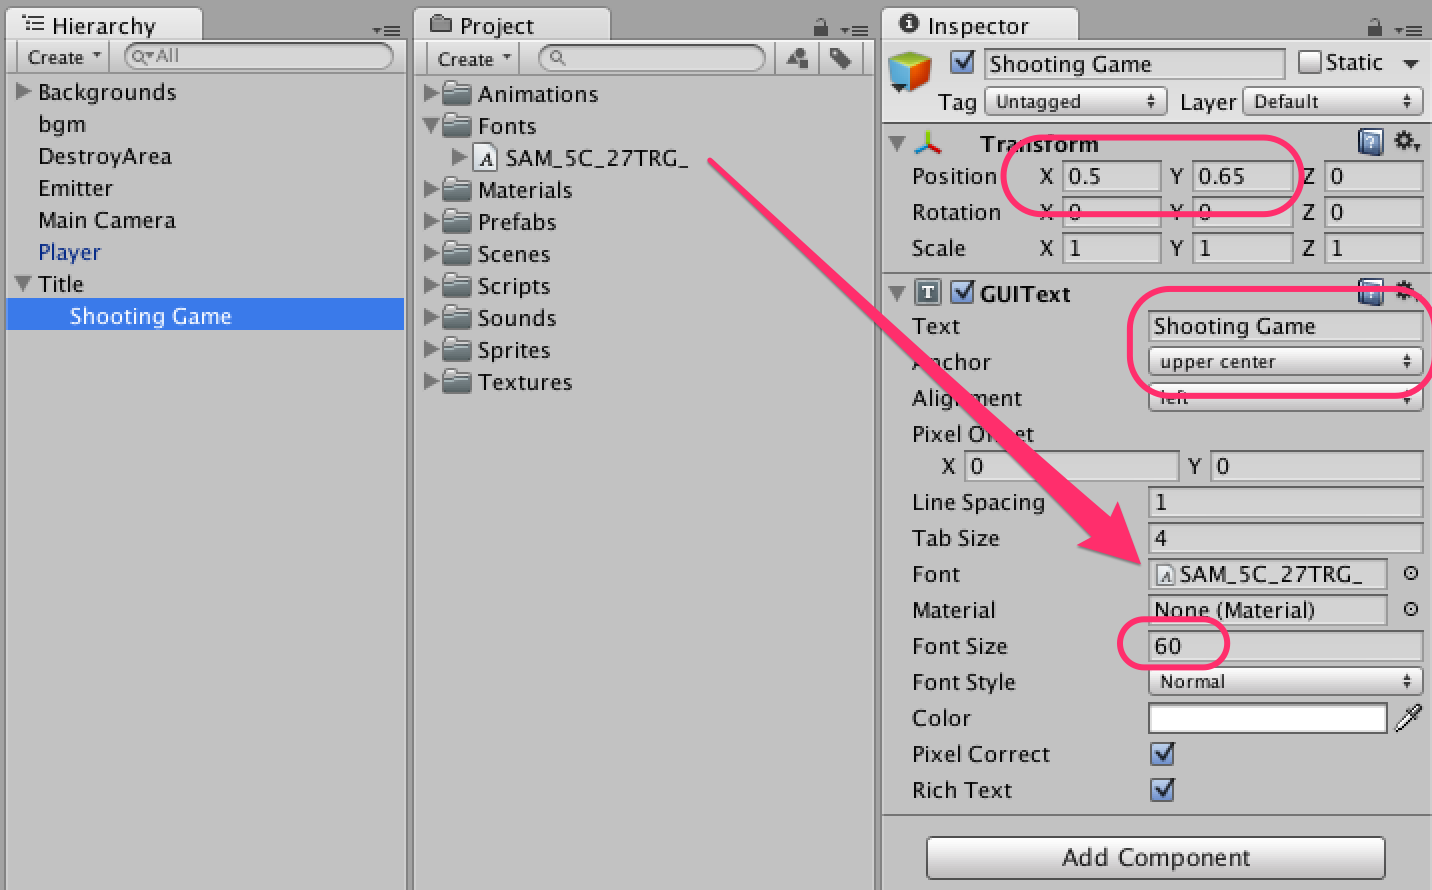 Hierarchy
Create
All
Backgrounds
bgm
DestroyArea
Emitter
Main Camera
Player
Title
Shooting Game
Project
Create
Animations
Fonts
SAM_5C_27TRG_
Materials
Prefabs
Scenes
Scripts
Sounds
Sprites
Textures
Inspector
Shooting Game Static
Tag Untagged Layer Default
Transform
Position X 0.5 Y 0.65 Z 0
Rotation X 0 Y 0 Z 0
Scale X 1 Y 1 Z 1
T GUIText
Text Shooting Game
Anchor upper center
Alignment left
Pixel Offset
X 0 Y 0
Line Spacing 1
Tab Size 4
Font SAM_5C_27TRG_
Material None (Material)
Font Size 60
Font Style Normal
Color
Pixel Correct
Rich Text
Add Component